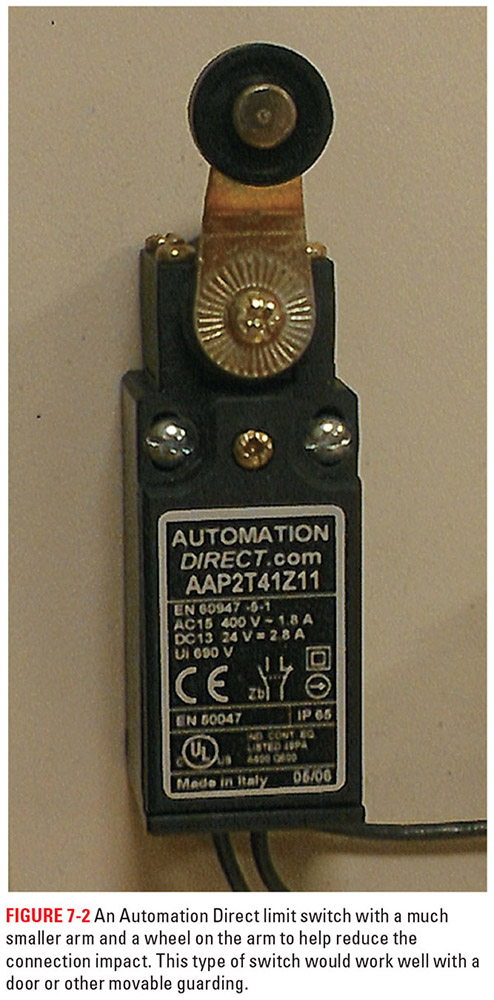 AUTOMATION
DIRECT.com
AAP2T41Z11
EN 60947 -5-1
AC15 400 V ~ 1.8 A
DC13 24 V = 2.8 A
Ui 690 V
CE Zb
EN 50047 IP 65
IND. CONT. EQ.
C UL US LISTED
Made in Italy 05/06
FIGURE 7-2 An Automation Direct limit switch with a much
smaller arm and a wheel on the arm to help reduce the
connection impact. This type of switch would work well with a
door or other movable guarding.